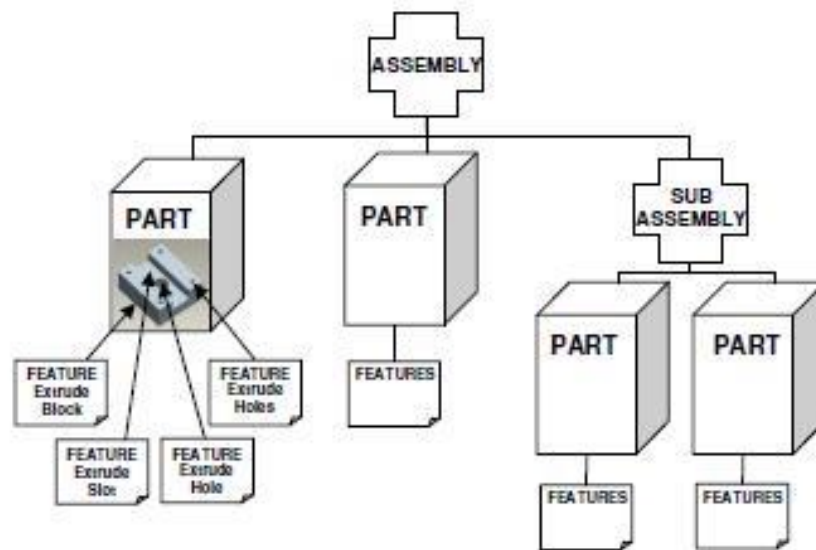 ASSEMBLY
PART
PART
SUB
ASSEMBLY
PART
PART
FEATURE
Extrude
Block
FEATURE
Extrude
Holes
FEATURES
FEATURE
Extrude
Slot
FEATURE
Extrude
Hole
FEATURES
FEATURES